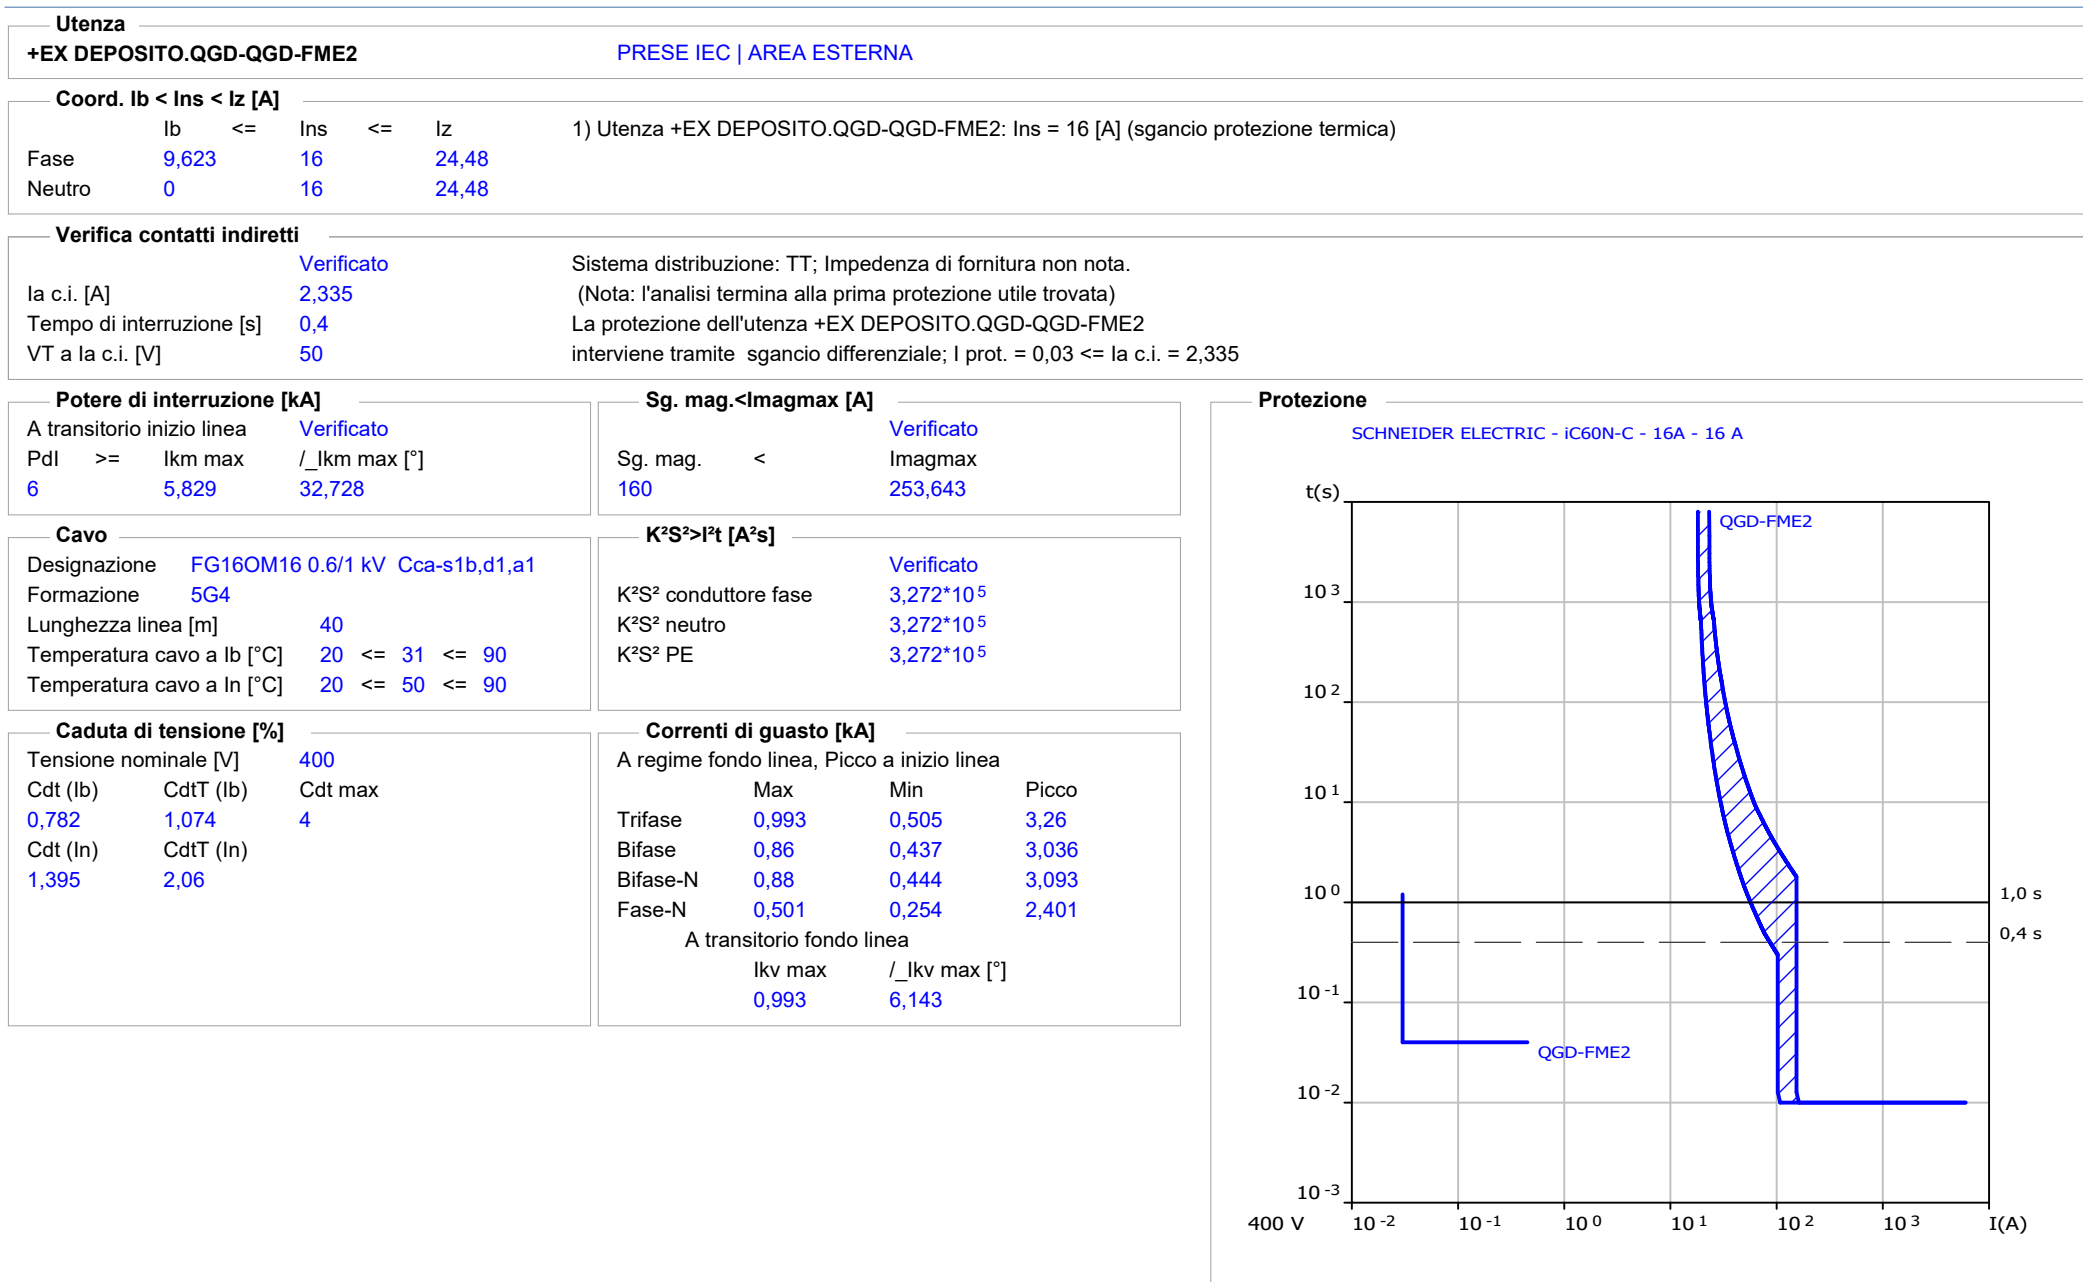 Utenza
+EX DEPOSITO.QGD-QGD-FME2 PRESE IEC | AREA ESTERNA
Coord. Ib < Ins < Iz [A]
Ib <= Ins <= Iz 1) Utenza +EX DEPOSITO.QGD-QGD-FME2: Ins = 16 [A] (sgancio protezione termica)
Fase 9,623 16 24,48
Neutro 0 16 24,48
Verifica contatti indiretti
Verificato Sistema distribuzione: TT; Impedenza di fornitura non nota.
Ia c.i. [A] 2,335 (Nota: l'analisi termina alla prima protezione utile trovata)
Tempo di interruzione [s] 0,4 La protezione dell'utenza +EX DEPOSITO.QGD-QGD-FME2
VT a Ia c.i. [V] 50 interviene tramite sgancio differenziale; I prot. = 0,03 <= Ia c.i. = 2,335
Potere di interruzione [kA]
A transitorio inizio linea Verificato
PdI >= Ikm max /_Ikm max [°]
6 5,829 32,728
Sg. mag.<Imagmax [A]
Verificato
Sg. mag. < Imagmax
160 253,643
Cavo
Designazione FG16OM16 0.6/1 kV Cca-s1b,d1,a1
Formazione 5G4
Lunghezza linea [m] 40
Temperatura cavo a Ib [°C] 20 <= 31 <= 90
Temperatura cavo a In [°C] 20 <= 50 <= 90
K²S²>I²t [A²s]
Verificato
K²S² conduttore fase 3,272*10⁵
K²S² neutro 3,272*10⁵
K²S² PE 3,272*10⁵
Caduta di tensione [%]
Tensione nominale [V] 400
Cdt (Ib) CdtT (Ib) Cdt max
0,782 1,074 4
Cdt (In) CdtT (In)
1,395 2,06
Correnti di guasto [kA]
A regime fondo linea, Picco a inizio linea
Max Min Picco
Trifase 0,993 0,505 3,26
Bifase 0,86 0,437 3,036
Bifase-N 0,88 0,444 3,093
Fase-N 0,501 0,254 2,401
A transitorio fondo linea
Ikv max /_Ikv max [°]
0,993 6,143
Protezione
SCHNEIDER ELECTRIC - iC60N-C - 16A - 16 A
t(s)
QGD-FME2
10³
10²
10¹
10⁰ 1,0 s
0,4 s
10⁻¹
QGD-FME2
10⁻²
10⁻³
400 V 10⁻² 10⁻¹ 10⁰ 10¹ 10² 10³ I(A)